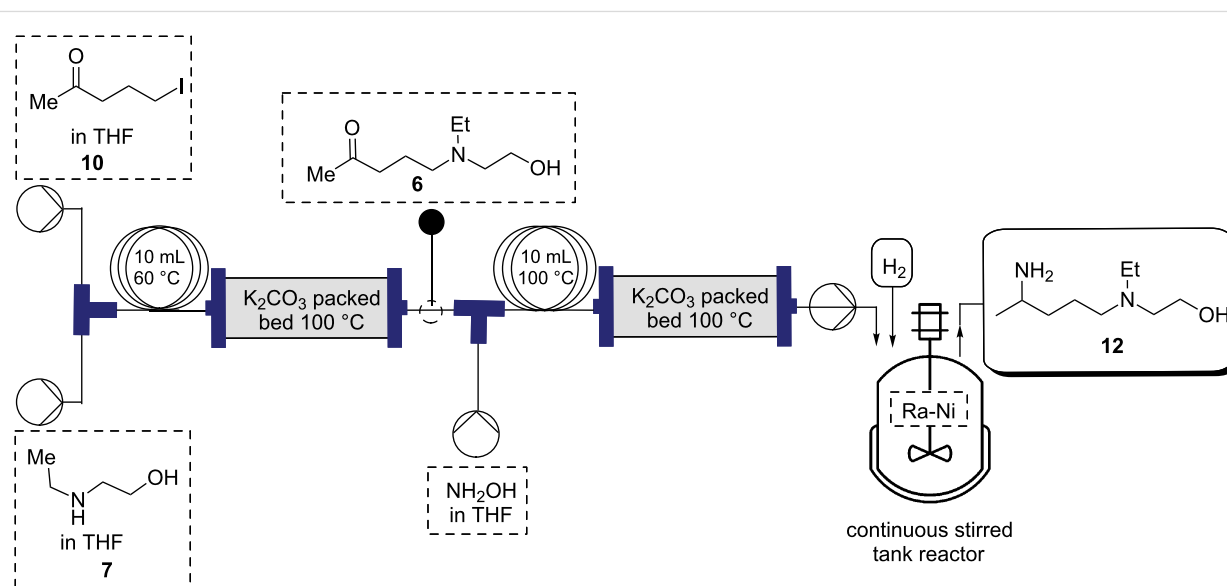 O
Me
I
in THF
10
O
Et
N
Me
OH
6
10 mL
60 °C
K₂CO₃ packed
bed 100 °C
10 mL
100 °C
K₂CO₃ packed
bed 100 °C
H₂
NH₂
Et
N
OH
12
Ra-Ni
Me
OH
N
H
in THF
7
NH₂OH
in THF
continuous stirred
tank reactor